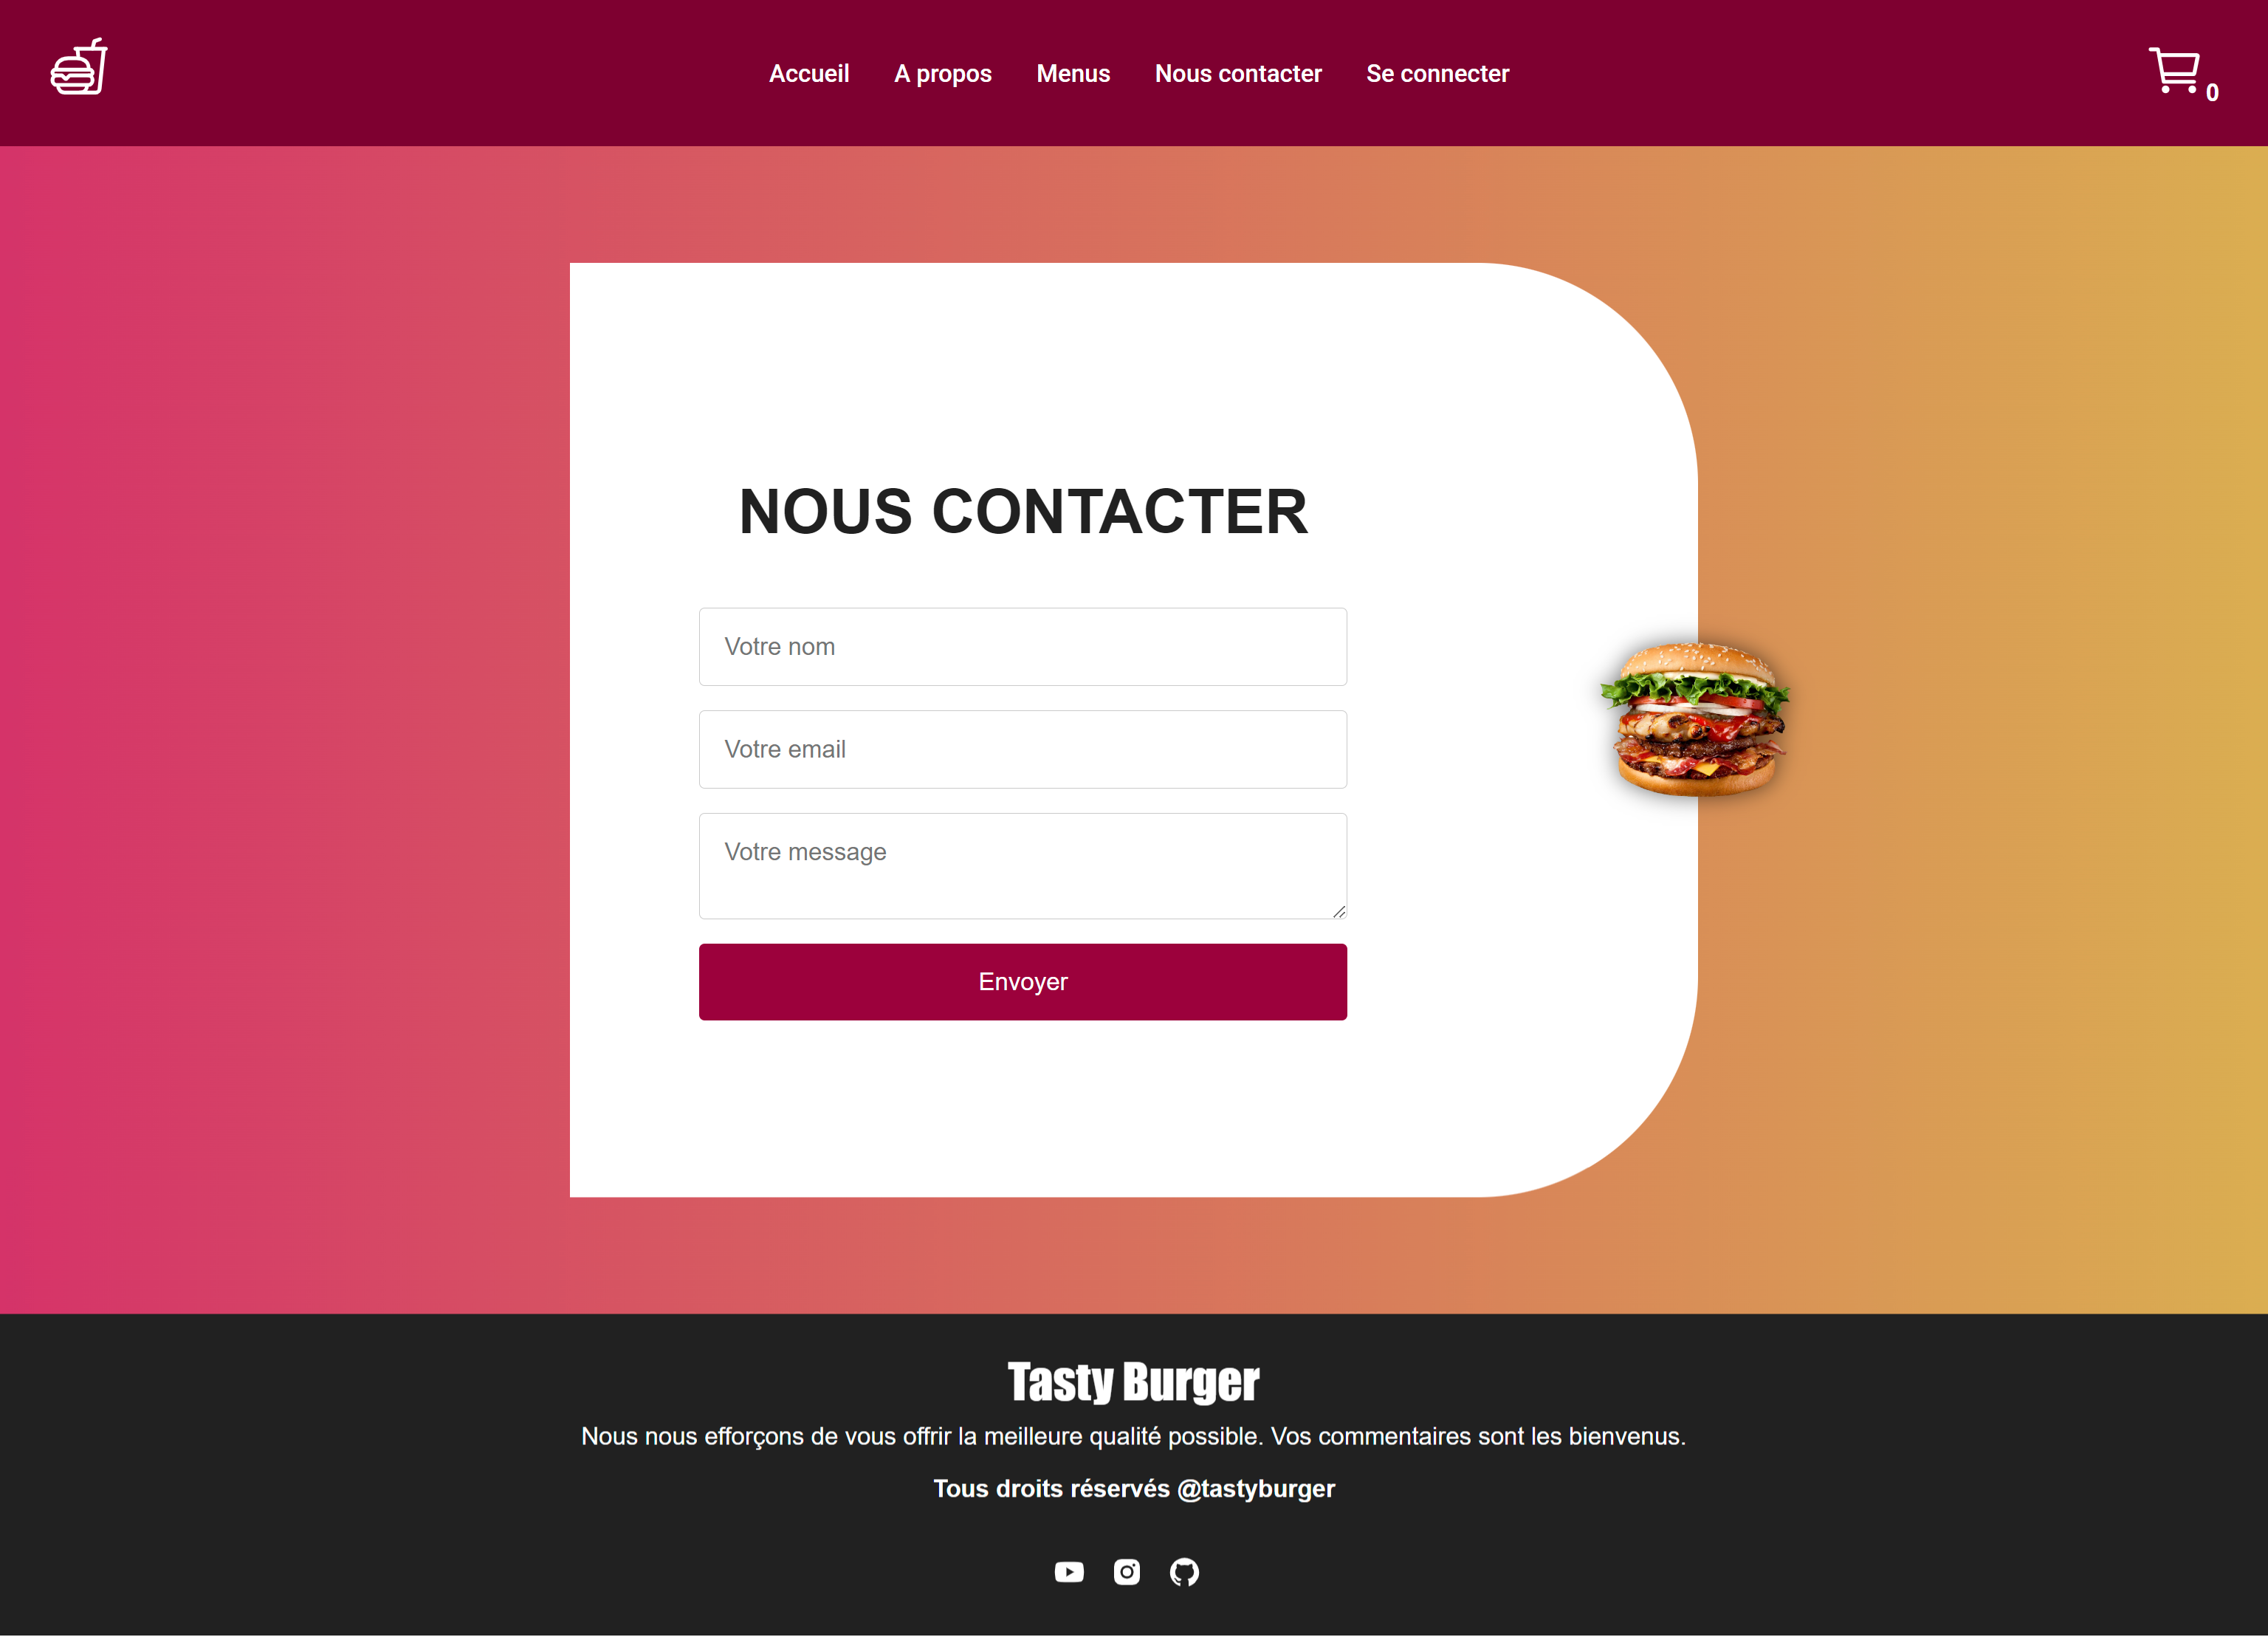 Accueil A propos Menus Nous contacter Se connecter
0
NOUS CONTACTER
Votre nom
Votre email
Votre message
Envoyer
Tasty Burger
Nous nous efforçons de vous offrir la meilleure qualité possible. Vos commentaires sont les bienvenus.
Tous droits réservés @tastyburger